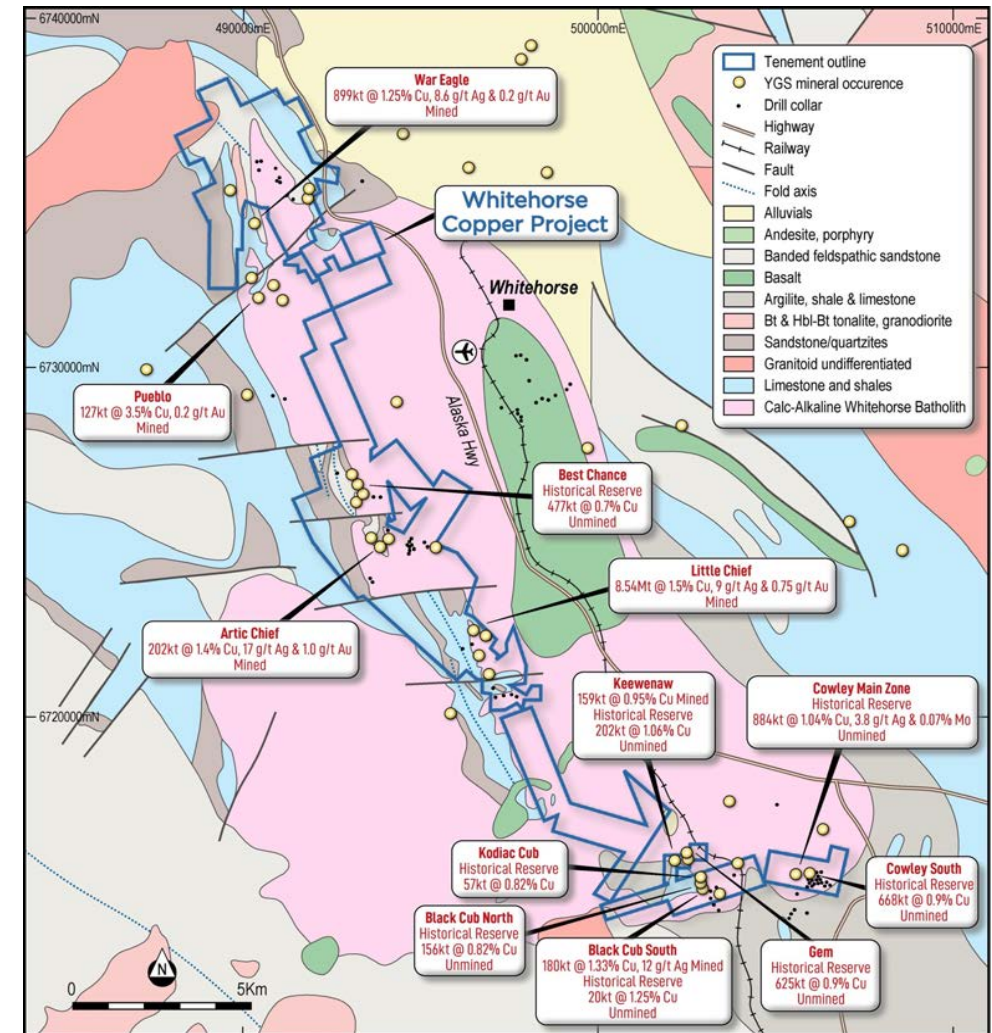 6740000mN
490000mE
500000mE
510000mE
War Eagle
899kt @ 1.25% Cu, 8.6 g/t Ag & 0.2 g/t Au
Mined
Tenement outline
YGS mineral occurence
Drill collar
Highway
Railway
Fault
Fold axis
Alluvials
Andesite, porphyry
Banded feldspathic sandstone
Basalt
Argilite, shale & limestone
Bt & Hbl-Bt tonalite, granodiorite
Sandstone/quartzites
Granitoid undifferentiated
Limestone and shales
Calc-Alkaline Whitehorse Batholith
Whitehorse
Copper Project
Whitehorse
6730000mN
Pueblo
127kt @ 3.5% Cu, 0.2 g/t Au
Mined
Alaska Hwy
Best Chance
Historical Reserve
477kt @ 0.7% Cu
Unmined
Little Chief
8.54Mt @ 1.5% Cu, 9 g/t Ag & 0.75 g/t Au
Mined
Artic Chief
202kt @ 1.4% Cu, 17 g/t Ag & 1.0 g/t Au
Mined
6720000mN
Keewenaw
159kt @ 0.95% Cu Mined
Historical Reserve
202kt @ 1.06% Cu
Unmined
Cowley Main Zone
Historical Reserve
884kt @ 1.04% Cu, 3.8 g/t Ag & 0.07% Mo
Unmined
Kodiac Cub
Historical Reserve
57kt @ 0.82% Cu
Cowley South
Historical Reserve
668kt @ 0.9% Cu
Unmined
Black Cub North
Historical Reserve
156kt @ 0.82% Cu
Unmined
Black Cub South
180kt @ 1.33% Cu, 12 g/t Ag Mined
Historical Reserve
20kt @ 1.25% Cu
Unmined
Gem
Historical Reserve
625kt @ 0.9% Cu
Unmined
N
0
5Km